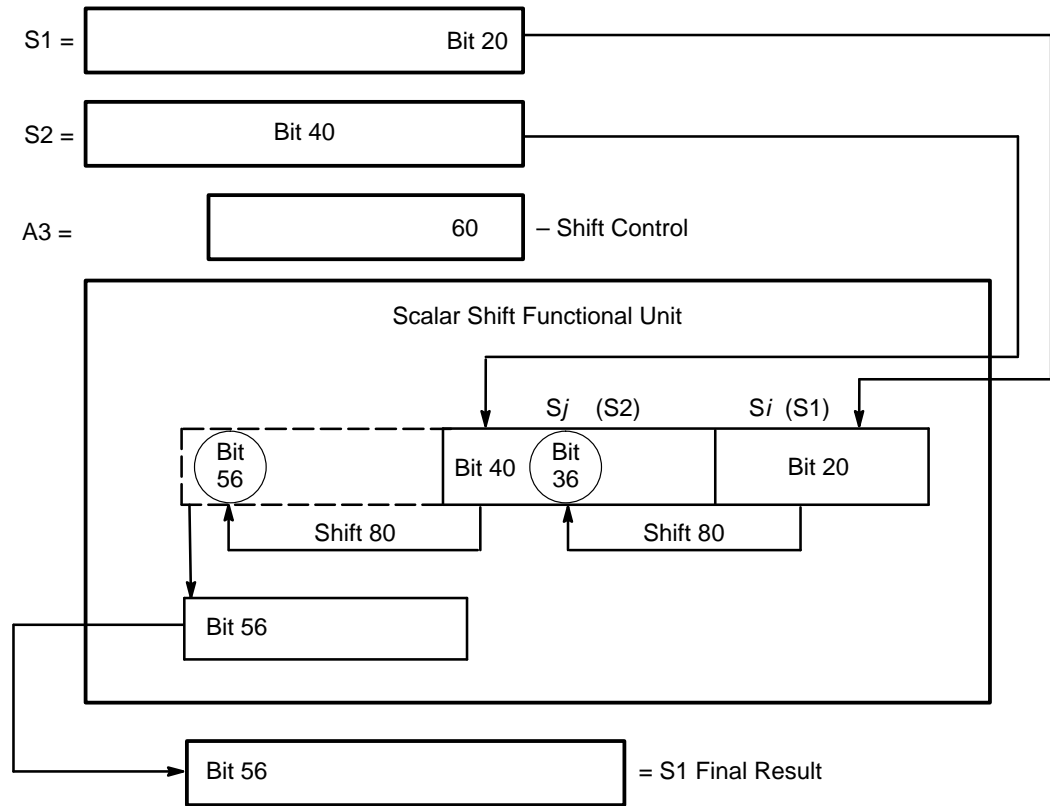 S1 = Bit 20
S2 = Bit 40
A3 = 60 – Shift Control
Scalar Shift Functional Unit
Sj (S2) Si (S1)
Bit 56 Bit 40 Bit 36 Bit 20
Shift 80 Shift 80
Bit 56
Bit 56 = S1 Final Result